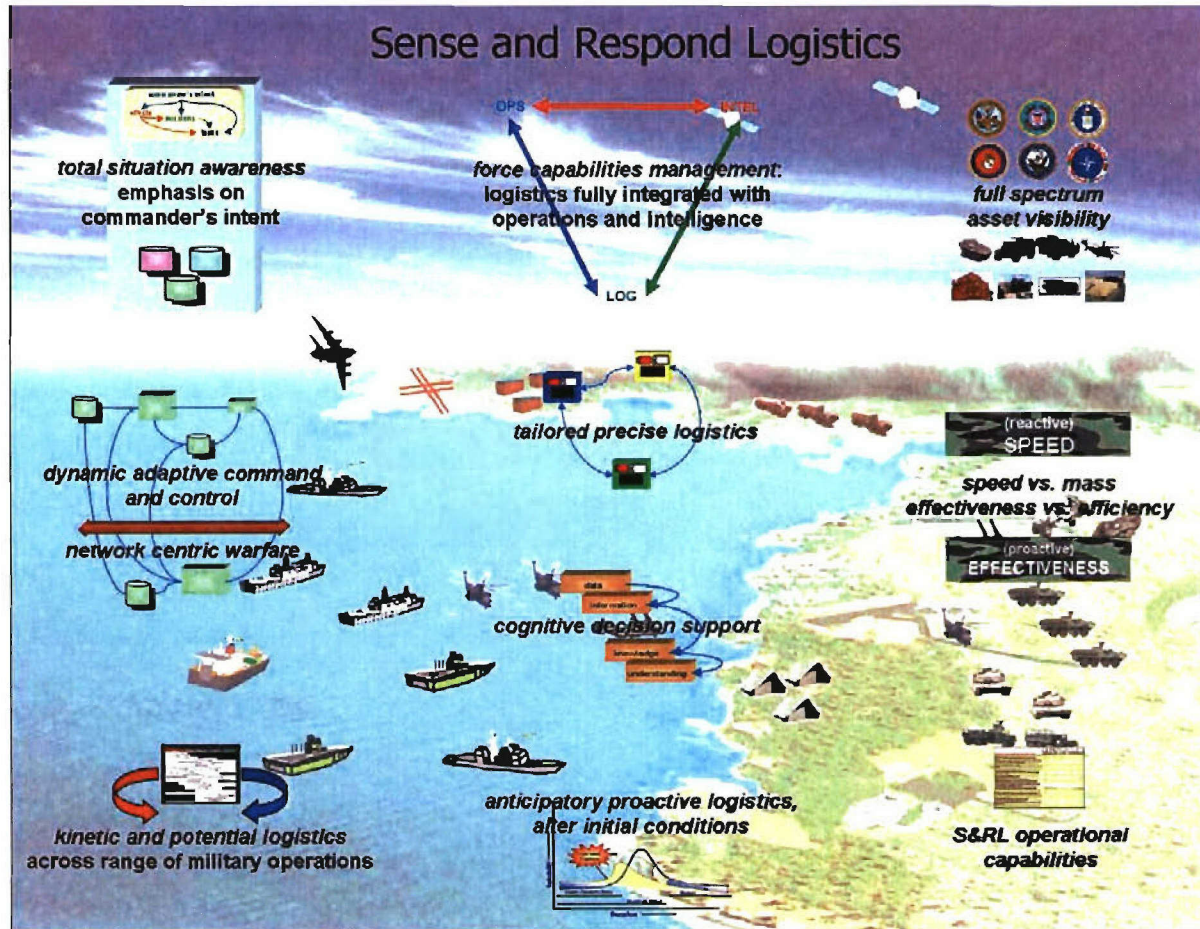 Sense and Respond Logistics
total situation awareness
emphasis on
commander's intent
OPS
INTEL
force capabilities management:
logistics fully integrated with
operations and intelligence
LOG
full spectrum
asset visibility
tailored precise logistics
dynamic adaptive command
and control
network centric warfare
(reactive)
SPEED
speed vs. mass
effectiveness vs. efficiency
(proactive)
EFFECTIVENESS
data
information
cognitive decision support
knowledge
understanding
kinetic and potential logistics
across range of military operations
anticipatory proactive logistics,
alter initial conditions
S&RL operational
capabilities